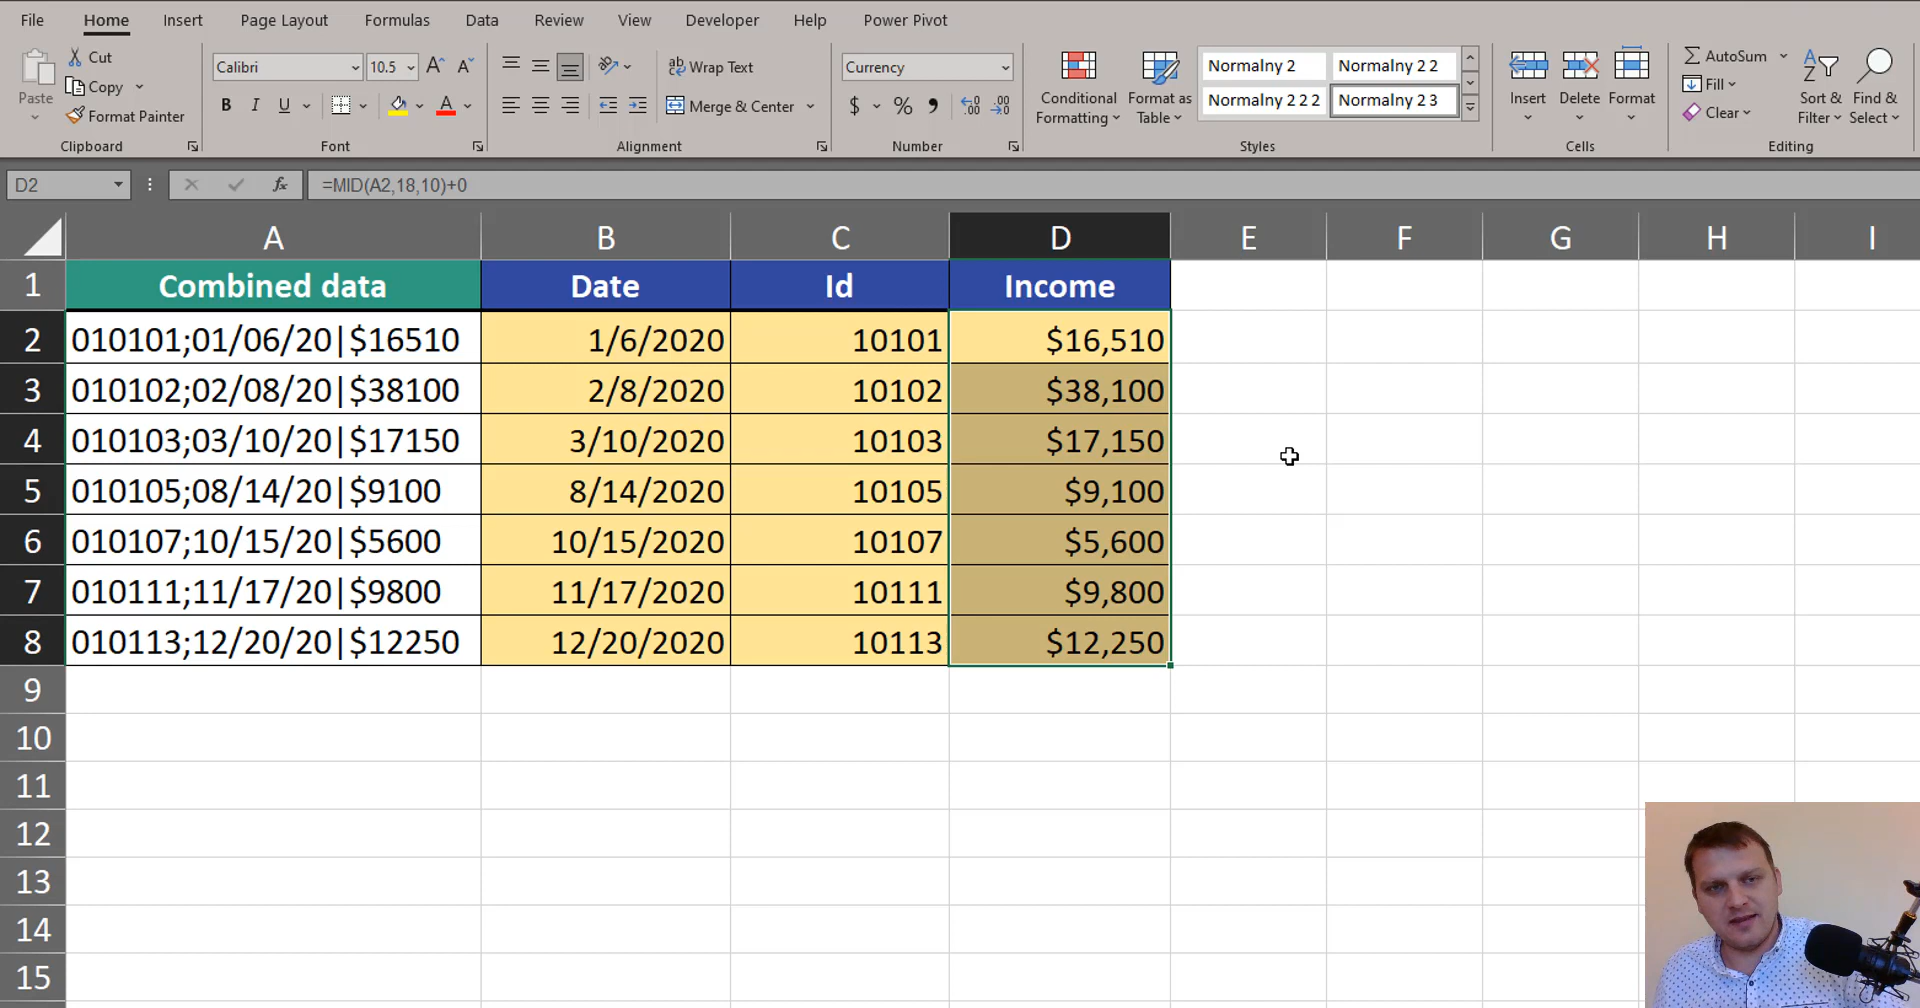 File Home Insert Page Layout Formulas Data Review View Developer Help Power Pivot
Paste
Cut
Copy
Format Painter
Clipboard
Calibri 10.5 A A
B I U A
Font
ab Wrap Text
Merge & Center
Alignment
Currency
$ % ,
Number
Conditional Formatting
Format as Table
Normalny 2 Normalny 2 2
Normalny 2 2 2 Normalny 2 3
Styles
Insert Delete Format
Cells
AutoSum
Fill
Clear
Sort & Filter
Find & Select
Editing
D2 fx =MID(A2,18,10)+0
A B C D E F G H I
1 Combined data Date Id Income
2 010101;01/06/20|$16510 1/6/2020 10101 $16,510
3 010102;02/08/20|$38100 2/8/2020 10102 $38,100
4 010103;03/10/20|$17150 3/10/2020 10103 $17,150
5 010105;08/14/20|$9100 8/14/2020 10105 $9,100
6 010107;10/15/20|$5600 10/15/2020 10107 $5,600
7 010111;11/17/20|$9800 11/17/2020 10111 $9,800
8 010113;12/20/20|$12250 12/20/2020 10113 $12,250
9
10
11
12
13
14
15